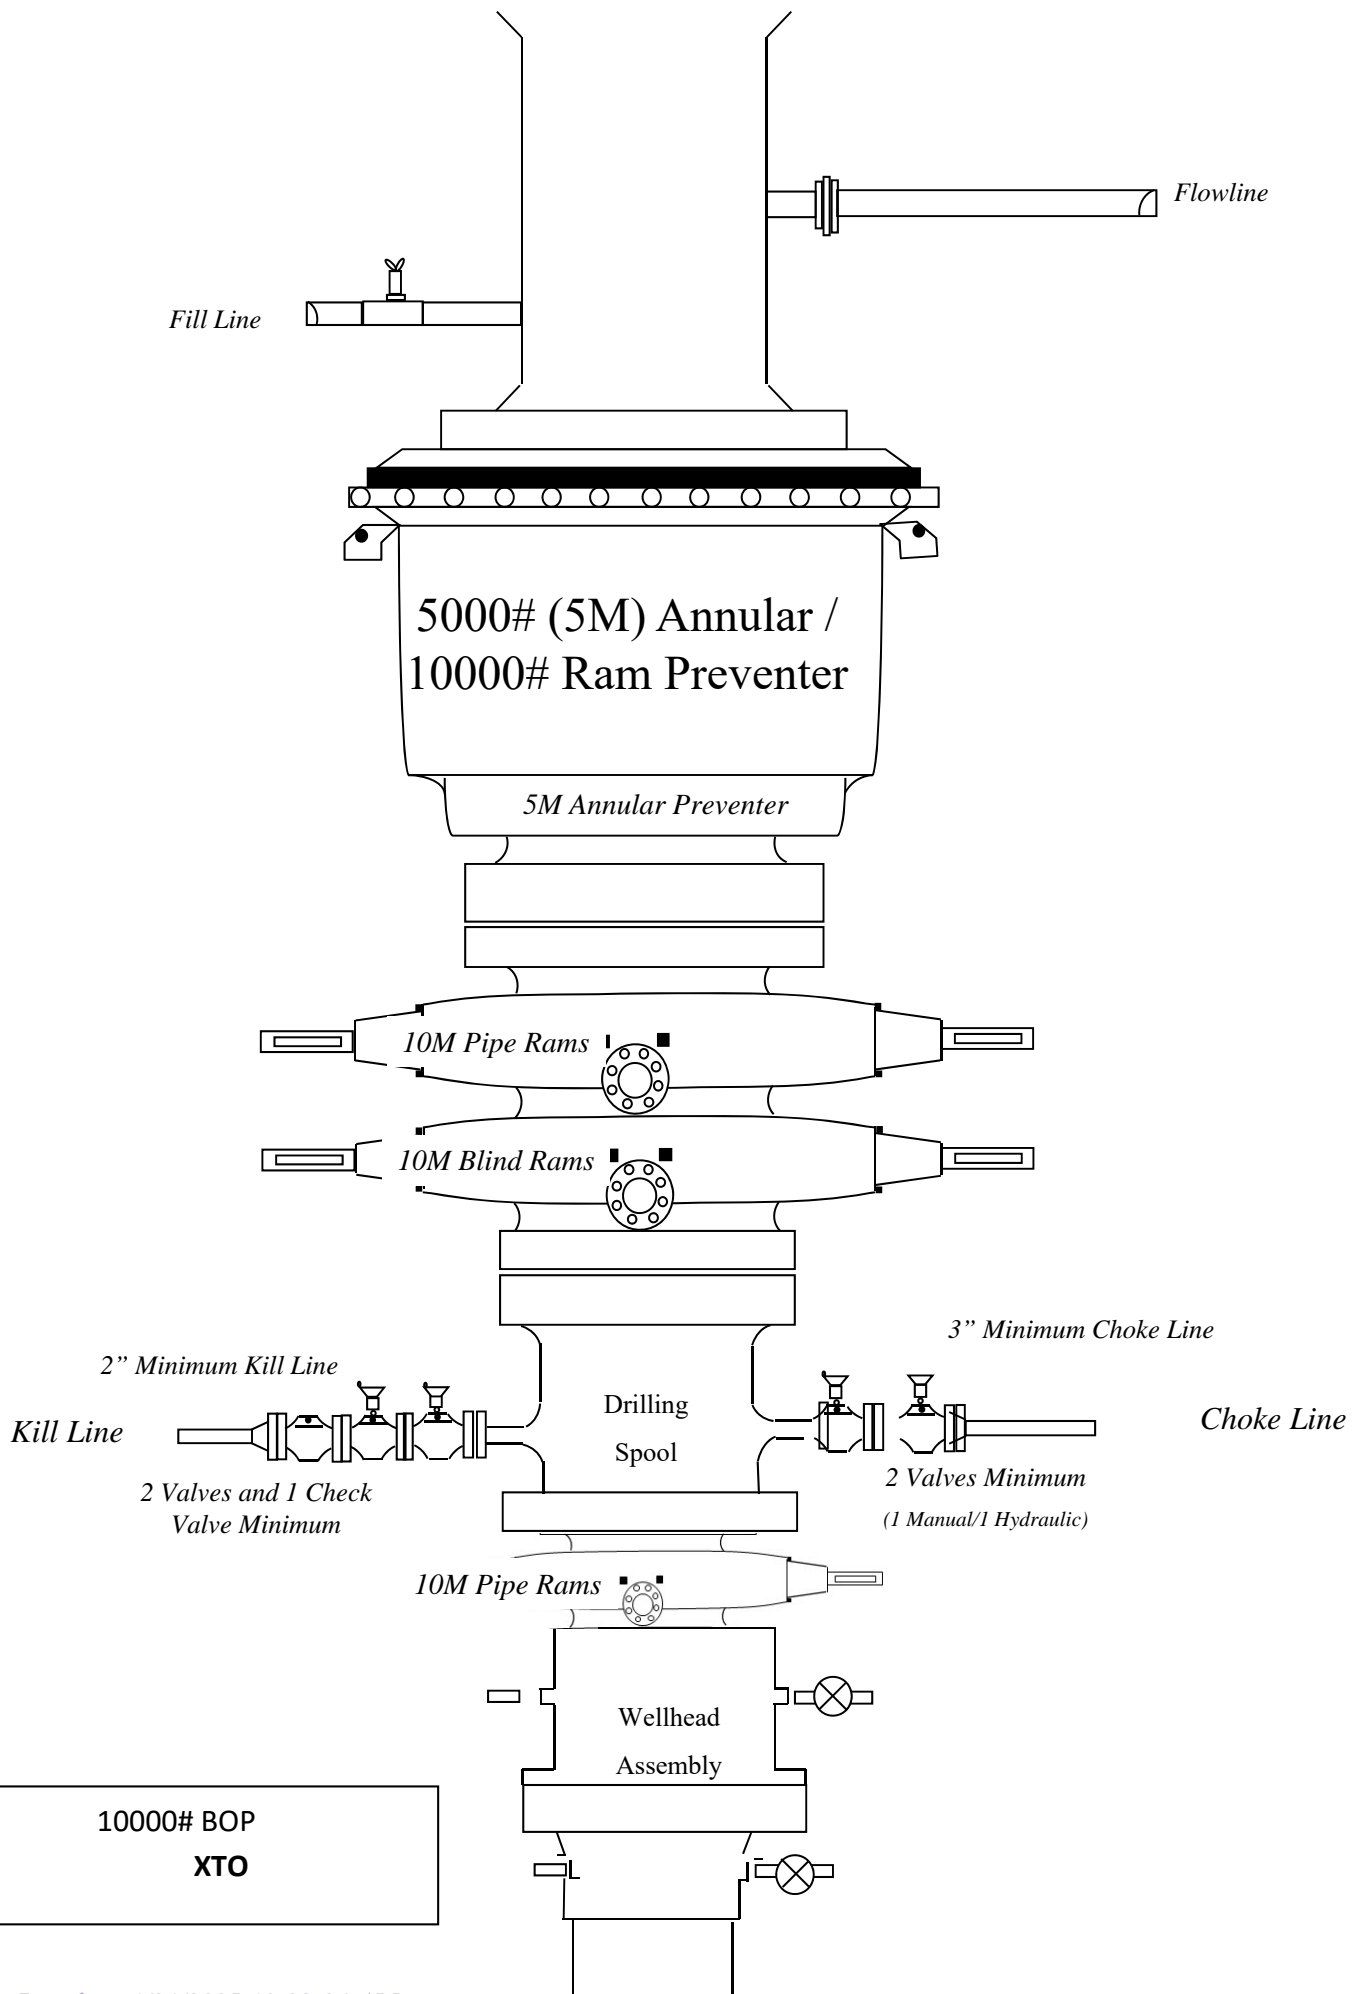 Flowline
Fill Line
5000# (5M) Annular /
10000# Ram Preventer
5M Annular Preventer
10M Pipe Rams
10M Blind Rams
3” Minimum Choke Line
2” Minimum Kill Line
Drilling
Spool
Kill Line
Choke Line
2 Valves and 1 Check
Valve Minimum
2 Valves Minimum
(1 Manual/1 Hydraulic)
10M Pipe Rams
Wellhead
Assembly
10000# BOP
XTO